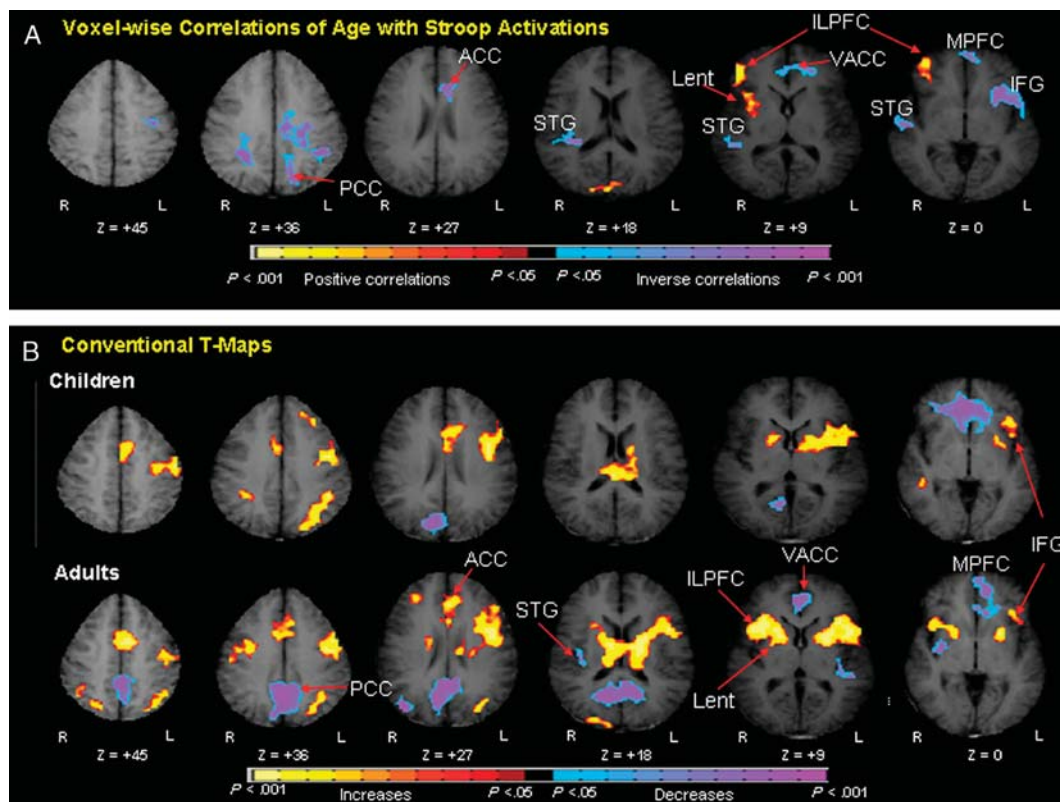 A Voxel-wise Correlations of Age with Stroop Activations
ACC
ILPFC
MPFC
VACC
Lent
IFG
STG
STG
STG
PCC
R L R L R L R L R L R L
Z = +45 Z = +36 Z = +27 Z = +18 Z = +9 Z = 0
P < .001 Positive correlations P <.05 P <.05 Inverse correlations P < .001
B Conventional T-Maps
Children
IFG
Adults
ACC
VACC
MPFC
ILPFC
STG
PCC
Lent
R L R L R L R L R L R L
Z = +45 Z = +36 Z = +27 Z = +18 Z = +9 Z = 0
P < .001 Increases P <.05 P <.05 Decreases P < .001